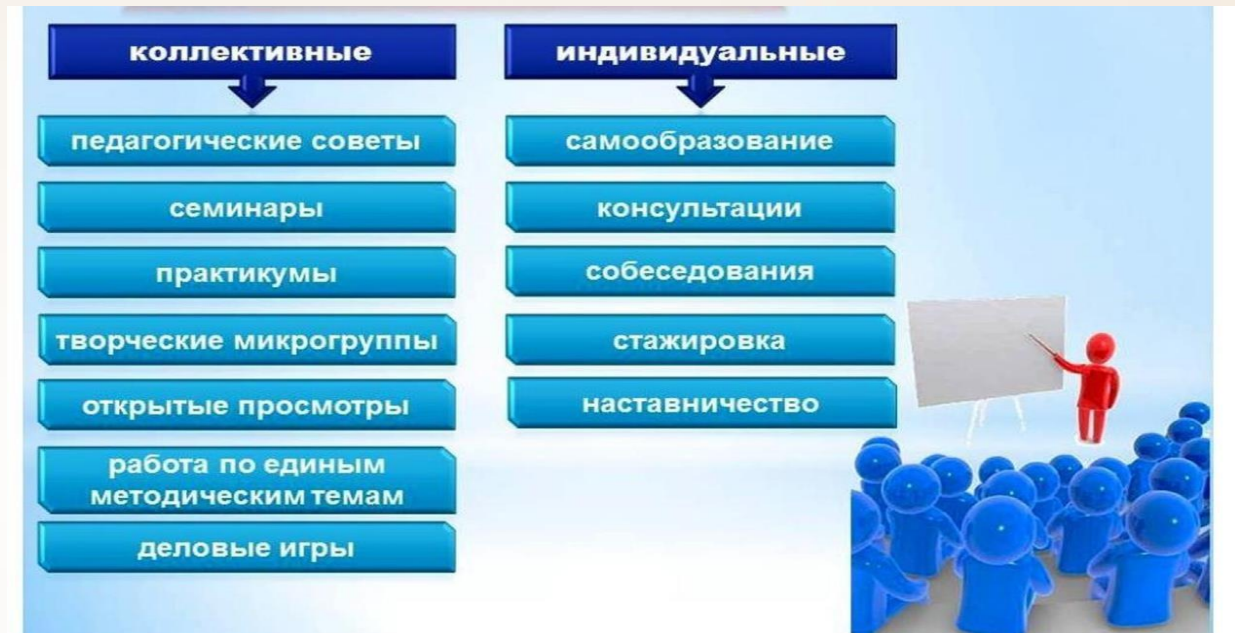 коллективные
педагогические советы
семинары
практикумы
творческие микрогруппы
открытые просмотры
работа по единым
методическим темам
деловые игры
индивидуальные
самообразование
консультации
собеседования
стажировка
наставничество